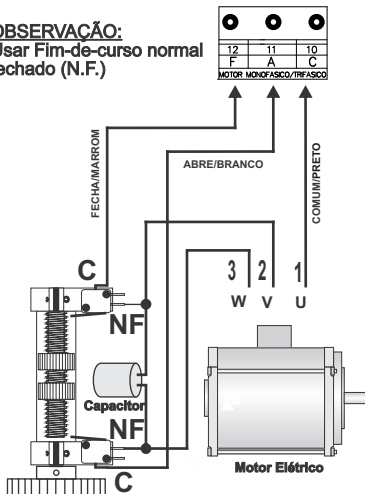 OBSERVAÇÃO:
Usar Fim-de-curso normal
fechado (N.F.)
12 11 10
F A C
MOTOR MONOFASICO/TRIFASICO
FECHA/MARROM
ABRE/BRANCO
COMUM/PRETO
3 2 1
W V U
C
NF
Capacitor
NF
C
Motor Elétrico